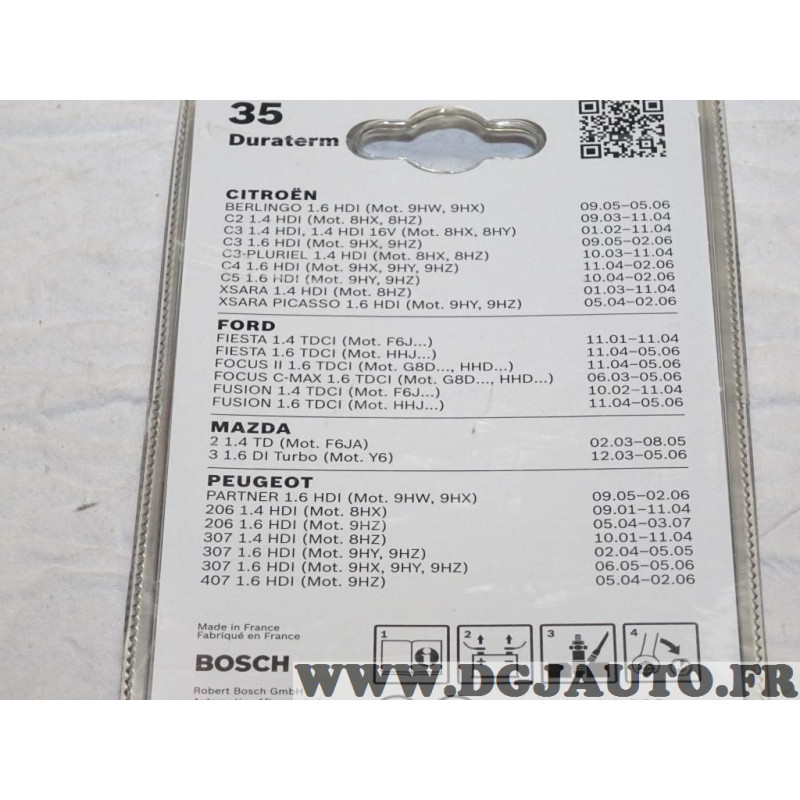 35
Duraterm
CITROËN
BERLINGO 1.6 HDI (Mot. 9HW, 9HX) 09.05–05.06
C2 1.4 HDI (Mot. 8HX, 8HZ) 09.03–11.04
C3 1.4 HDI, 1.4 HDI 16V (Mot. 8HX, 8HY) 01.02–11.04
C3 1.6 HDI (Mot. 9HX, 9HZ) 09.05–02.06
C3-PLURIEL 1.4 HDI (Mot. 8HX, 8HZ) 10.03–11.04
C4 1.6 HDI (Mot. 9HX, 9HY, 9HZ) 11.04–02.06
C5 1.6 HDI (Mot. 9HY, 9HZ) 10.04–02.06
XSARA 1.4 HDI (Mot. 8HZ) 01.03–11.04
XSARA PICASSO 1.6 HDI (Mot. 9HY, 9HZ) 05.04–02.06
FORD
FIESTA 1.4 TDCI (Mot. F6J...) 11.01–11.04
FIESTA 1.6 TDCI (Mot. HHJ...) 11.04–05.06
FOCUS II 1.6 TDCI (Mot. G8D..., HHD...) 11.04–05.06
FOCUS C-MAX 1.6 TDCI (Mot. G8D..., HHD...) 06.03–05.06
FUSION 1.4 TDCI (Mot. F6J...) 10.02–11.04
FUSION 1.6 TDCI (Mot. HHJ...) 11.04–05.06
MAZDA
2 1.4 TD (Mot. F6JA) 02.03–08.05
3 1.6 DI Turbo (Mot. Y6) 12.03–05.06
PEUGEOT
PARTNER 1.6 HDI (Mot. 9HW, 9HX) 09.05–02.06
206 1.4 HDI (Mot. 8HX) 09.01–11.04
206 1.6 HDI (Mot. 9HZ) 05.04–03.07
307 1.4 HDI (Mot. 8HZ) 10.01–11.04
307 1.6 HDI (Mot. 9HY, 9HZ) 02.04–05.05
307 1.6 HDI (Mot. 9HX, 9HY, 9HZ) 06.05–05.06
407 1.6 HDI (Mot. 9HZ) 05.04–02.06
Made in France
Fabriqué en France
1 2 3 4
BOSCH
Robert Bosch GmbH
WWW.DGJAUTO.FR